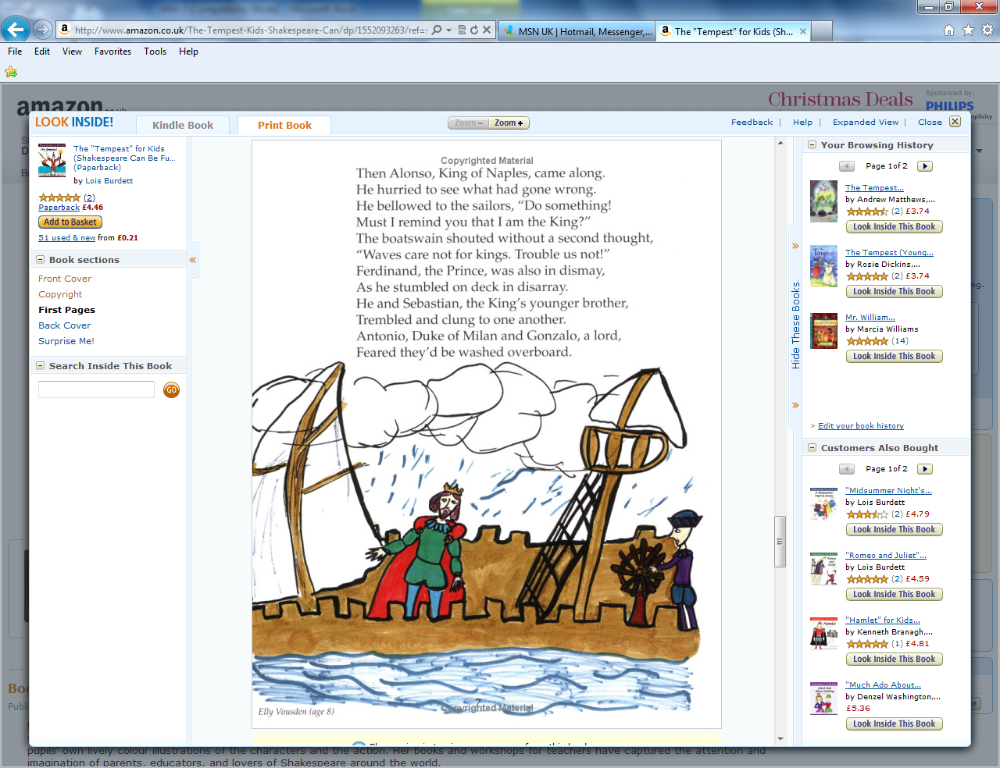 http://www.amazon.co.uk/The-Tempest-Kids-Shakespeare-Can/dp/1552093263/ref=
MSN UK | Hotmail, Messenger,...
The "Tempest" for Kids (Sh...
File Edit View Favorites Tools Help
amazon
Christmas Deals
Sponsored by:
PHILIPS
LOOK INSIDE!
Kindle Book
Print Book
Zoom −
Zoom +
Feedback | Help | Expanded View | Close
The "Tempest" for Kids
(Shakespeare Can Be Fu...
(Paperback)
by Lois Burdett
(2)
Paperback £4.46
Add to Basket
51 used & new from £0.21
Book sections
Front Cover
Copyright
First Pages
Back Cover
Surprise Me!
Search Inside This Book
GO
Copyrighted Material
Then Alonso, King of Naples, came along.
He hurried to see what had gone wrong.
He bellowed to the sailors, “Do something!
Must I remind you that I am the King?”
The boatswain shouted without a second thought,
“Waves care not for kings. Trouble us not!”
Ferdinand, the Prince, was also in dismay,
As he stumbled on deck in disarray.
He and Sebastian, the King’s younger brother,
Trembled and clung to one another.
Antonio, Duke of Milan and Gonzalo, a lord,
Feared they’d be washed overboard.
Elly Vousden (age 8)
7
Copyrighted Material
Hide These Books
Your Browsing History
Page 1 of 2
The Tempest...
by Andrew Matthews,...
(2) £3.74
Look Inside This Book
The Tempest (Young...
by Rosie Dickins,...
(2) £3.74
Look Inside This Book
Mr. William...
by Marcia Williams
(14)
Look Inside This Book
> Edit your book history
Customers Also Bought
Page 1 of 2
"Midsummer Night's...
by Lois Burdett
(2) £4.79
Look Inside This Book
"Romeo and Juliet"...
by Lois Burdett
(2) £4.59
Look Inside This Book
"Hamlet" for Kids...
by Kenneth Branagh,...
(1) £4.81
Look Inside This Book
"Much Ado About...
by Denzel Washington,...
£5.36
Look Inside This Book
pupils' own lively colour illustrations of the characters and the action. Her books and workshops for teachers have captured the attention and
imagination of parents, educators, and lovers of Shakespeare around the world.